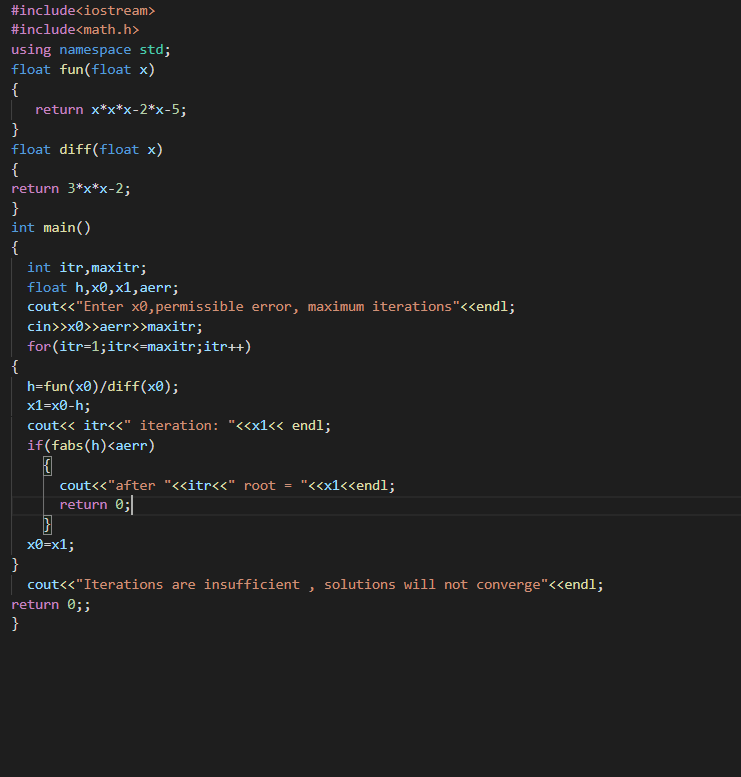 #include<iostream>
#include<math.h>
using namespace std;
float fun(float x)
{
   return x*x*x-2*x-5;
}
float diff(float x)
{
return 3*x*x-2;
}
int main()
{
  int itr,maxitr;
  float h,x0,x1,aerr;
  cout<<"Enter x0,permissible error, maximum iterations"<<endl;
  cin>>x0>>aerr>>maxitr;
  for(itr=1;itr<=maxitr;itr++)
{
  h=fun(x0)/diff(x0);
  x1=x0-h;
  cout<< itr<<" iteration: "<<x1<< endl;
  if(fabs(h)<aerr)
    {
      cout<<"after "<<itr<<" root = "<<x1<<endl;
      return 0;
    }
  x0=x1;
}
  cout<<"Iterations are insufficient , solutions will not converge"<<endl;
return 0;;
}